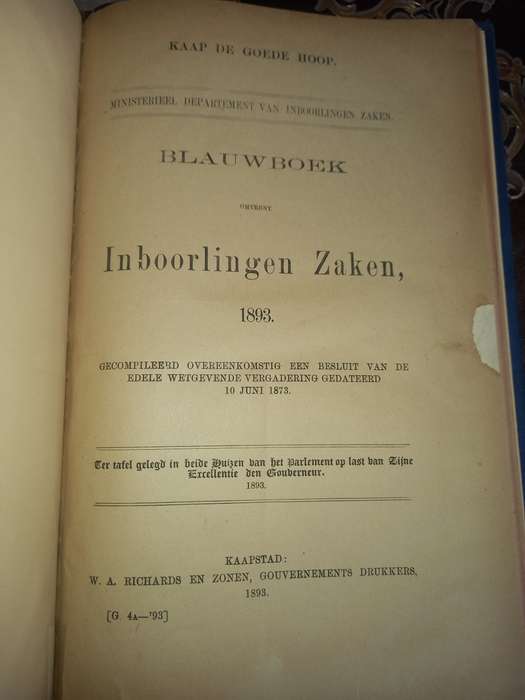 KAAP DE GOEDE HOOP.
MINISTERIEEL DEPARTEMENT VAN INBOORLINGEN ZAKEN.
BLAUWBOEK
OMTRENT
Inboorlingen Zaken,
1893.
GECOMPILEERD OVEREENKOMSTIG EEN BESLUIT VAN DE
EDELE WETGEVENDE VERGADERING GEDATEERD
10 JUNI 1873.
Ter tafel gelegd in beide Huizen van het Parlement op last van Zijne
Excellentie den Gouverneur.
1893.
KAAPSTAD:
W. A. RICHARDS EN ZONEN, GOUVERNEMENTS DRUKKERS,
1893.
[G. 4A—'93]